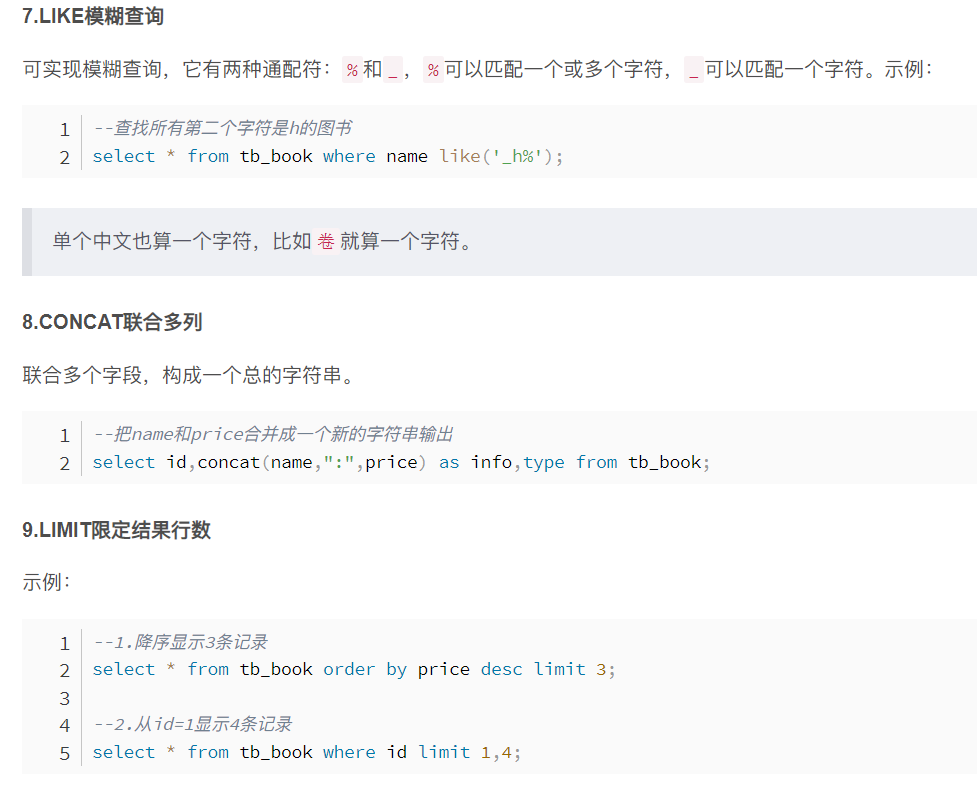 7.LIKE模糊查询
可实现模糊查询，它有两种通配符：%和_，%可以匹配一个或多个字符，_可以匹配一个字符。示例：
1 --查找所有第二个字符是h的图书
2 select * from tb_book where name like('_h%');
单个中文也算一个字符，比如卷就算一个字符。
8.CONCAT联合多列
联合多个字段，构成一个总的字符串。
1 --把name和price合并成一个新的字符串输出
2 select id,concat(name,":",price) as info,type from tb_book;
9.LIMIT限定结果行数
示例：
1 --1.降序显示3条记录
2 select * from tb_book order by price desc limit 3;
3
4 --2.从id=1显示4条记录
5 select * from tb_book where id limit 1,4;